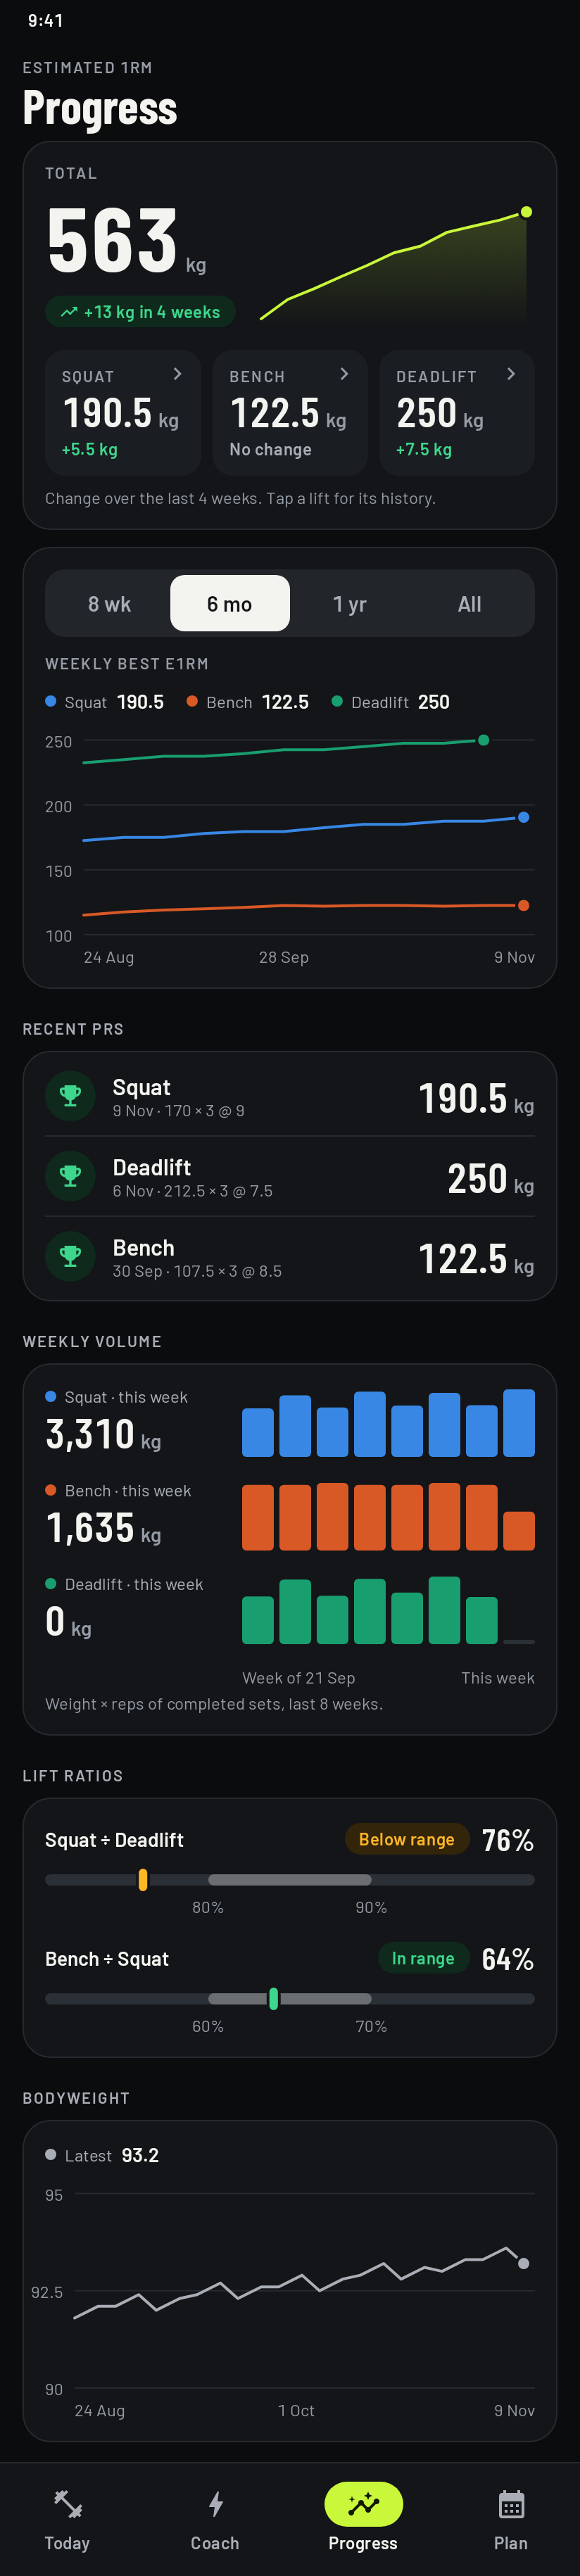 9:41
ESTIMATED 1RM
Progress
TOTAL
563 kg
+13 kg in 4 weeks
SQUAT
190.5 kg
+5.5 kg
BENCH
122.5 kg
No change
DEADLIFT
250 kg
+7.5 kg
Change over the last 4 weeks. Tap a lift for its history.
8 wk 6 mo 1 yr All
WEEKLY BEST E1RM
Squat 190.5 Bench 122.5 Deadlift 250
250
200
150
100
24 Aug 28 Sep 9 Nov
RECENT PRS
Squat
9 Nov · 170 × 3 @ 9
190.5 kg
Deadlift
6 Nov · 212.5 × 3 @ 7.5
250 kg
Bench
30 Sep · 107.5 × 3 @ 8.5
122.5 kg
WEEKLY VOLUME
Squat · this week
3,310 kg
Bench · this week
1,635 kg
Deadlift · this week
0 kg
Week of 21 Sep This week
Weight × reps of completed sets, last 8 weeks.
LIFT RATIOS
Squat ÷ Deadlift Below range 76%
80% 90%
Bench ÷ Squat In range 64%
60% 70%
BODYWEIGHT
Latest 93.2
95
92.5
90
24 Aug 1 Oct 9 Nov
Today Coach Progress Plan